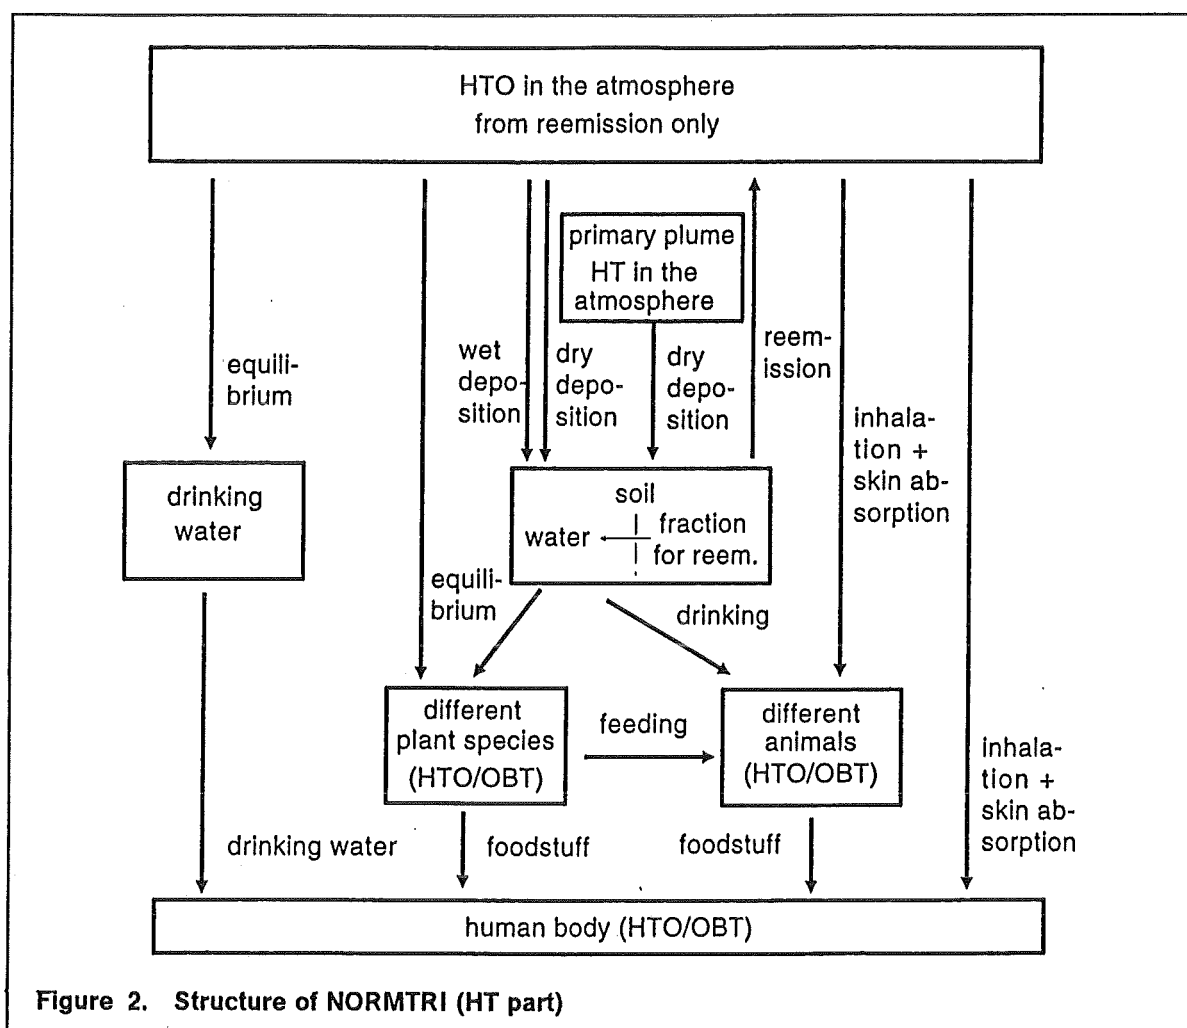 HTO in the atmosphere
from reemission only
primary plume
HT in the
atmosphere
equili-
brium
wet
depo-
sition
dry
depo-
sition
dry
depo-
sition
reem-
ission
inhala-
tion +
skin ab-
sorption
drinking
water
soil
water
fraction
for reem.
equili-
brium
drinking
different
plant species
(HTO/OBT)
feeding
different
animals
(HTO/OBT)
inhala-
tion +
skin ab-
sorption
drinking water
foodstuff
foodstuff
human body (HTO/OBT)
Figure 2. Structure of NORMTRI (HT part)